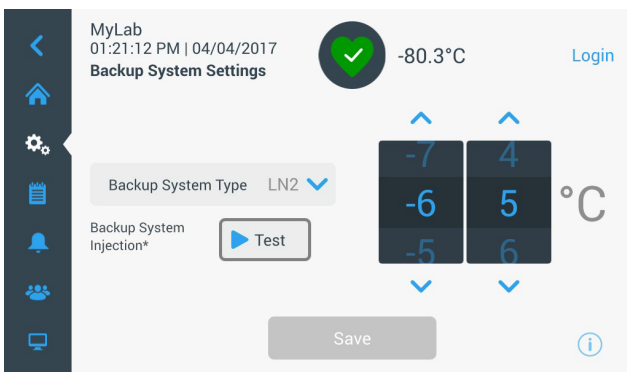 MyLab
01:21:12 PM | 04/04/2017
Backup System Settings
-80.3°C
Login
Backup System Type LN2
Backup System
Injection*
Test
-7 4
-6 5 °C
-5 6
Save
i